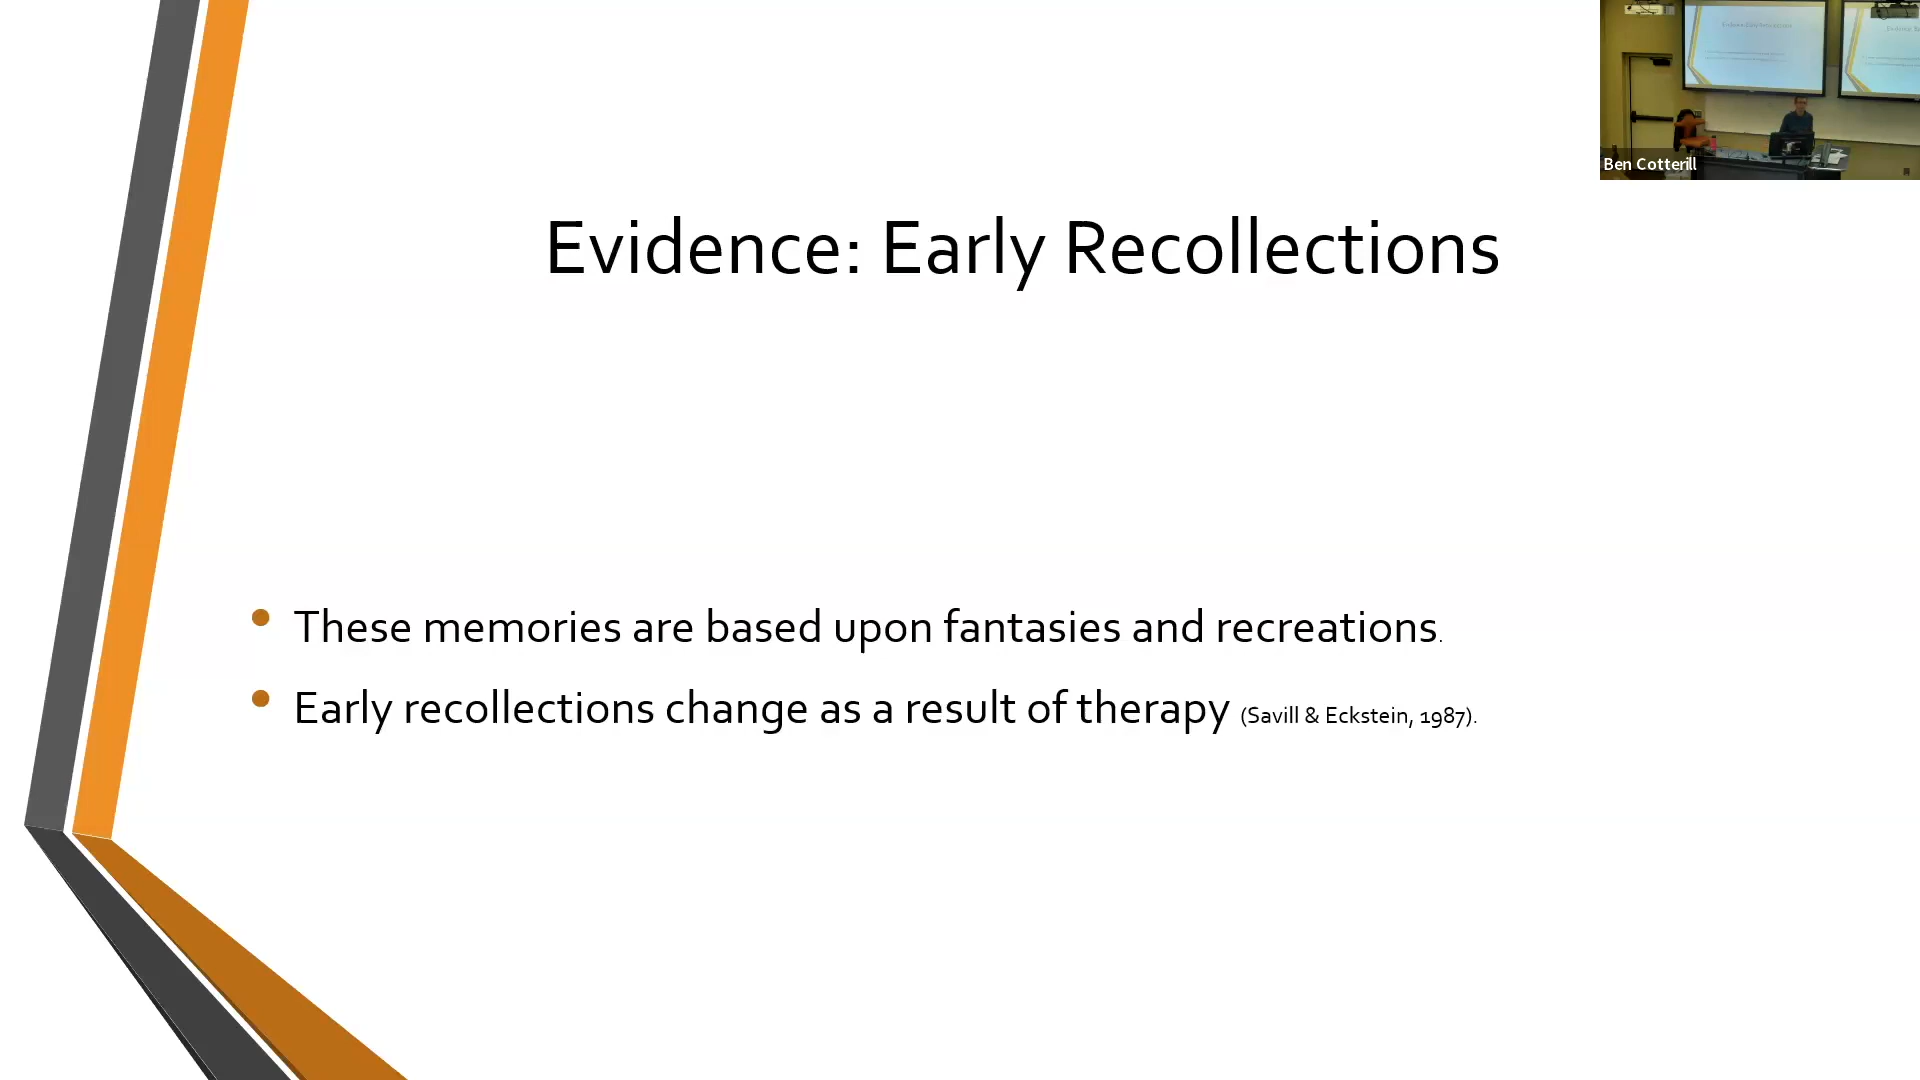 Evidence: Early Recollections
Ben Cotterill
These memories are based upon fantasies and recreations.
Early recollections change as a result of therapy (Savill & Eckstein, 1987).